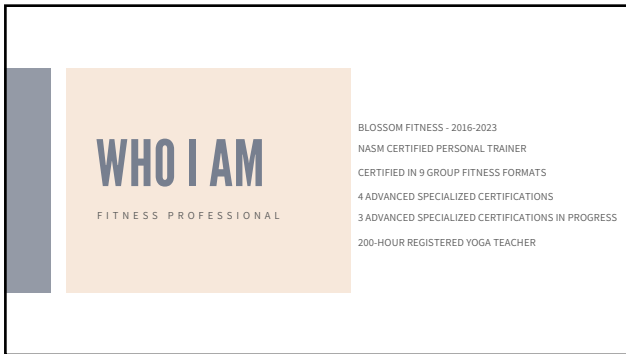 WHO I AM
FITNESS PROFESSIONAL
BLOSSOM FITNESS - 2016-2023
NASM CERTIFIED PERSONAL TRAINER
CERTIFIED IN 9 GROUP FITNESS FORMATS
4 ADVANCED SPECIALIZED CERTIFICATIONS
3 ADVANCED SPECIALIZED CERTIFICATIONS IN PROGRESS
200-HOUR REGISTERED YOGA TEACHER